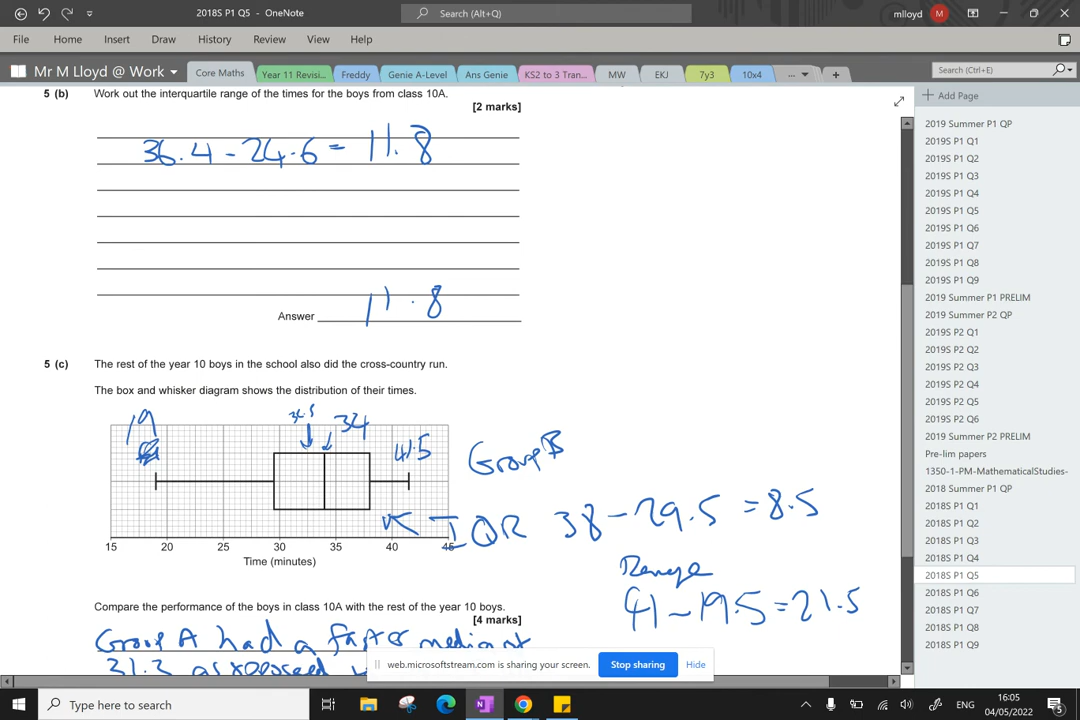 2018S P1 Q5 - OneNote
Search (Alt+Q)
mlloyd M
File Home Insert Draw History Review View Help
Mr M Lloyd @ Work
Core Maths
Year 11 Revisi...
Freddy
Genie A-Level
Ans Genie
KS2 to 3 Tran...
MW
EKJ
7y3
10x4
...
+
Search (Ctrl+E)
5 (b) Work out the interquartile range of the times for the boys from class 10A.
[2 marks]
36.4 - 24.6 = 11.8
11.8
Answer
5 (c) The rest of the year 10 boys in the school also did the cross-country run.
The box and whisker diagram shows the distribution of their times.
19
34
41.5
Group B
IQR 38 - 29.5 = 8.5
15 20 25 30 35 40 45
Time (minutes)
Range
41 - 19.5 = 21.5
Compare the performance of the boys in class 10A with the rest of the year 10 boys.
[4 marks]
Group A had a faster median of
31.3 as
web.microsoftstream.com is sharing your screen.
Stop sharing
Hide
Add Page
2019 Summer P1 QP
2019S P1 Q1
2019S P1 Q2
2019S P1 Q3
2019S P1 Q4
2019S P1 Q5
2019S P1 Q6
2019S P1 Q7
2019S P1 Q8
2019S P1 Q9
2019 Summer P1 PRELIM
2019 Summer P2 QP
2019S P2 Q1
2019S P2 Q2
2019S P2 Q3
2019S P2 Q4
2019S P2 Q5
2019S P2 Q6
2019 Summer P2 PRELIM
Pre-lim papers
1350-1-PM-MathematicalStudies-
2018 Summer P1 QP
2018S P1 Q1
2018S P1 Q2
2018S P1 Q3
2018S P1 Q4
2018S P1 Q5
2018S P1 Q6
2018S P1 Q7
2018S P1 Q8
2018S P1 Q9
Type here to search
ENG
16:05
04/05/2022
5